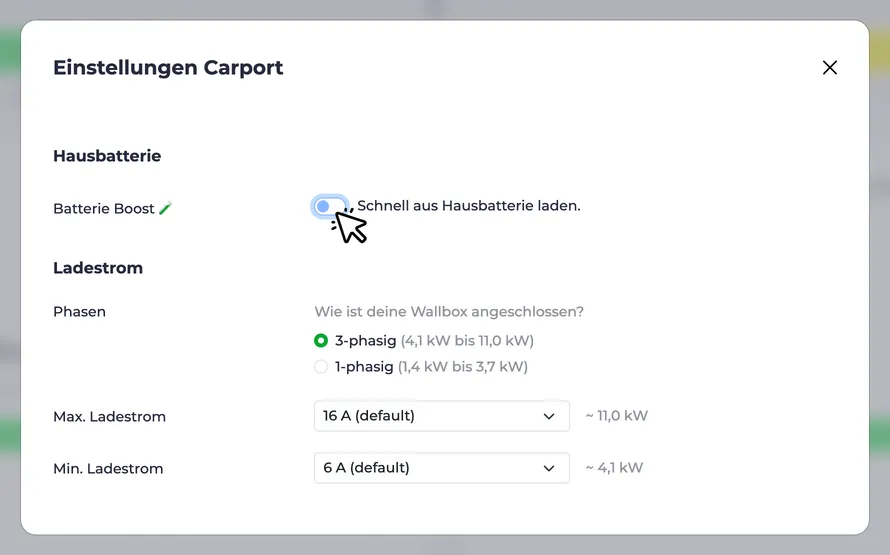 Einstellungen Carport
Hausbatterie
Batterie Boost
Schnell aus Hausbatterie laden.
Ladestrom
Phasen
Wie ist deine Wallbox angeschlossen?
3-phasig (4,1 kW bis 11,0 kW)
1-phasig (1,4 kW bis 3,7 kW)
Max. Ladestrom
16 A (default)
~ 11,0 kW
Min. Ladestrom
6 A (default)
~ 4,1 kW